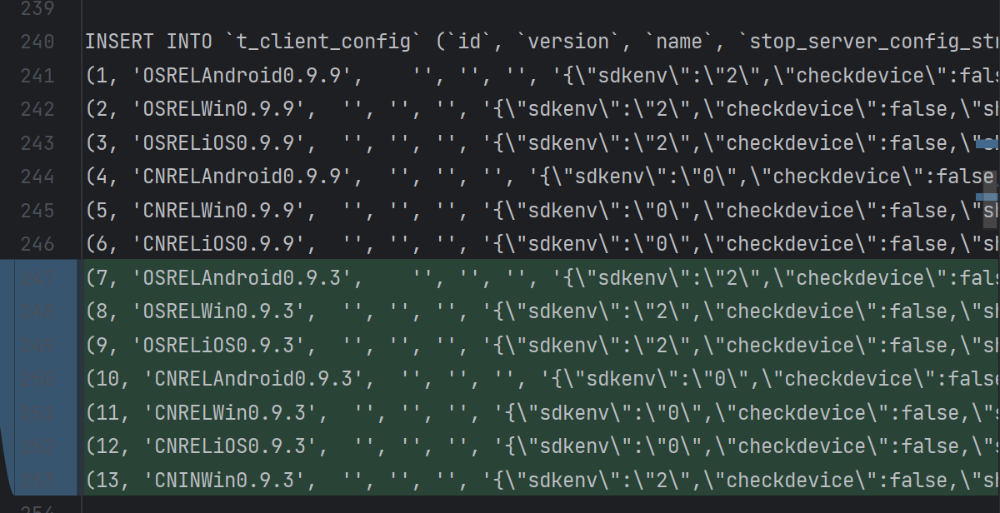 239
240 INSERT INTO `t_client_config` (`id`, `version`, `name`, `stop_server_config_str
241 (1, 'OSRELAndroid0.9.9',    '', '', '', '{\"sdkenv\":\"2\",\"checkdevice\":fals
242 (2, 'OSRELWin0.9.9',  '', '', '', '{\"sdkenv\":\"2\",\"checkdevice\":false,\"sh
243 (3, 'OSRELiOS0.9.9',  '', '', '', '{\"sdkenv\":\"2\",\"checkdevice\":false,\"sh
244 (4, 'CNRELAndroid0.9.9',  '', '', '', '{\"sdkenv\":\"0\",\"checkdevice\":false,
245 (5, 'CNRELWin0.9.9',  '', '', '', '{\"sdkenv\":\"0\",\"checkdevice\":false,\"sh
246 (6, 'CNRELiOS0.9.9',  '', '', '', '{\"sdkenv\":\"0\",\"checkdevice\":false,\"sh
247 (7, 'OSRELAndroid0.9.3',    '', '', '', '{\"sdkenv\":\"2\",\"checkdevice\":fals
248 (8, 'OSRELWin0.9.3',  '', '', '', '{\"sdkenv\":\"2\",\"checkdevice\":false,\"sh
249 (9, 'OSRELiOS0.9.3',  '', '', '', '{\"sdkenv\":\"2\",\"checkdevice\":false,\"sh
250 (10, 'CNRELAndroid0.9.3',  '', '', '', '{\"sdkenv\":\"0\",\"checkdevice\":false
251 (11, 'CNRELWin0.9.3',  '', '', '', '{\"sdkenv\":\"0\",\"checkdevice\":false,\"s
252 (12, 'CNRELiOS0.9.3',  '', '', '', '{\"sdkenv\":\"0\",\"checkdevice\":false,\"s
253 (13, 'CNINWin0.9.3',  '', '', '', '{\"sdkenv\":\"2\",\"checkdevice\":false,\"sh
254